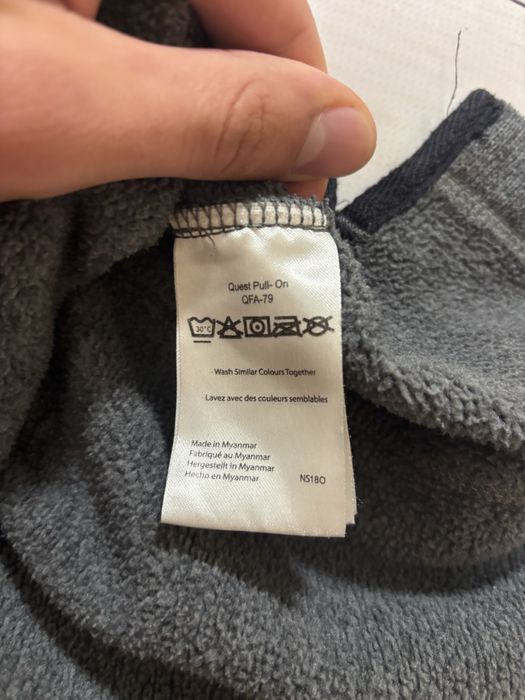 Quest Pull- On
QFA-79
30°C
Wash Similar Colours Together
Lavez avec des couleurs semblables
Made in Myanmar
Fabriqué au Myanmar
Hergestellt in Myanmar
Hecho en Myanmar NS18O